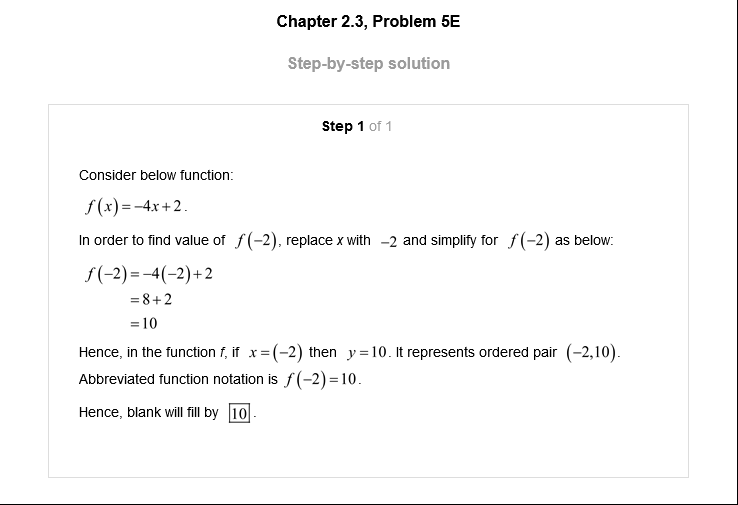 Chapter 2.3, Problem 5E
Step-by-step solution
Step 1 of 1
Consider below function:
f(x)=−4x+2.
In order to find value of f(−2), replace x with −2 and simplify for f(−2) as below:
f(−2)=−4(−2)+2
=8+2
=10
Hence, in the function f, if x=(−2) then y=10. It represents ordered pair (−2,10).
Abbreviated function notation is f(−2)=10.
Hence, blank will fill by 10.